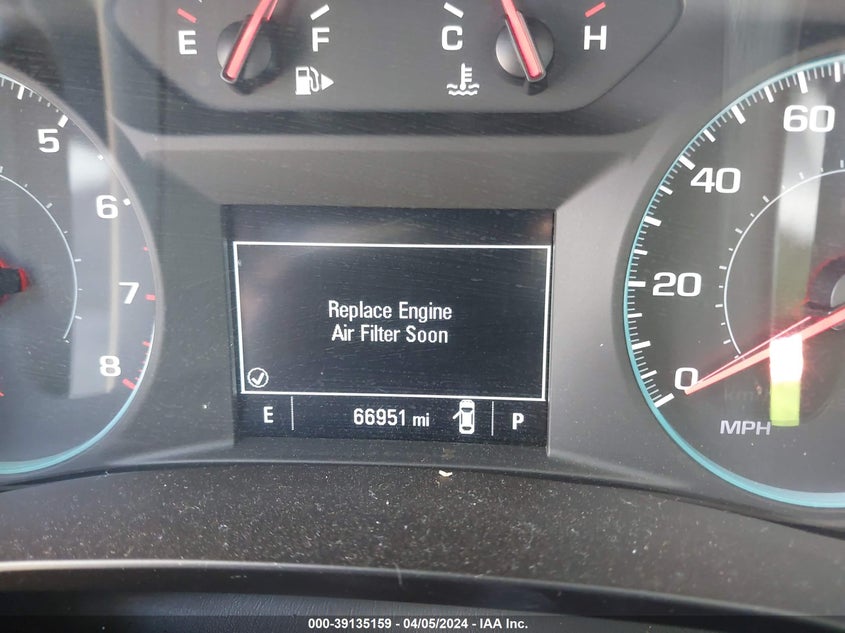 E F C H
5
6
7
8
60
40
20
0
km/h
MPH
Replace Engine
Air Filter Soon
E 66951 mi P
000-39135159 - 04/05/2024 - IAA Inc.